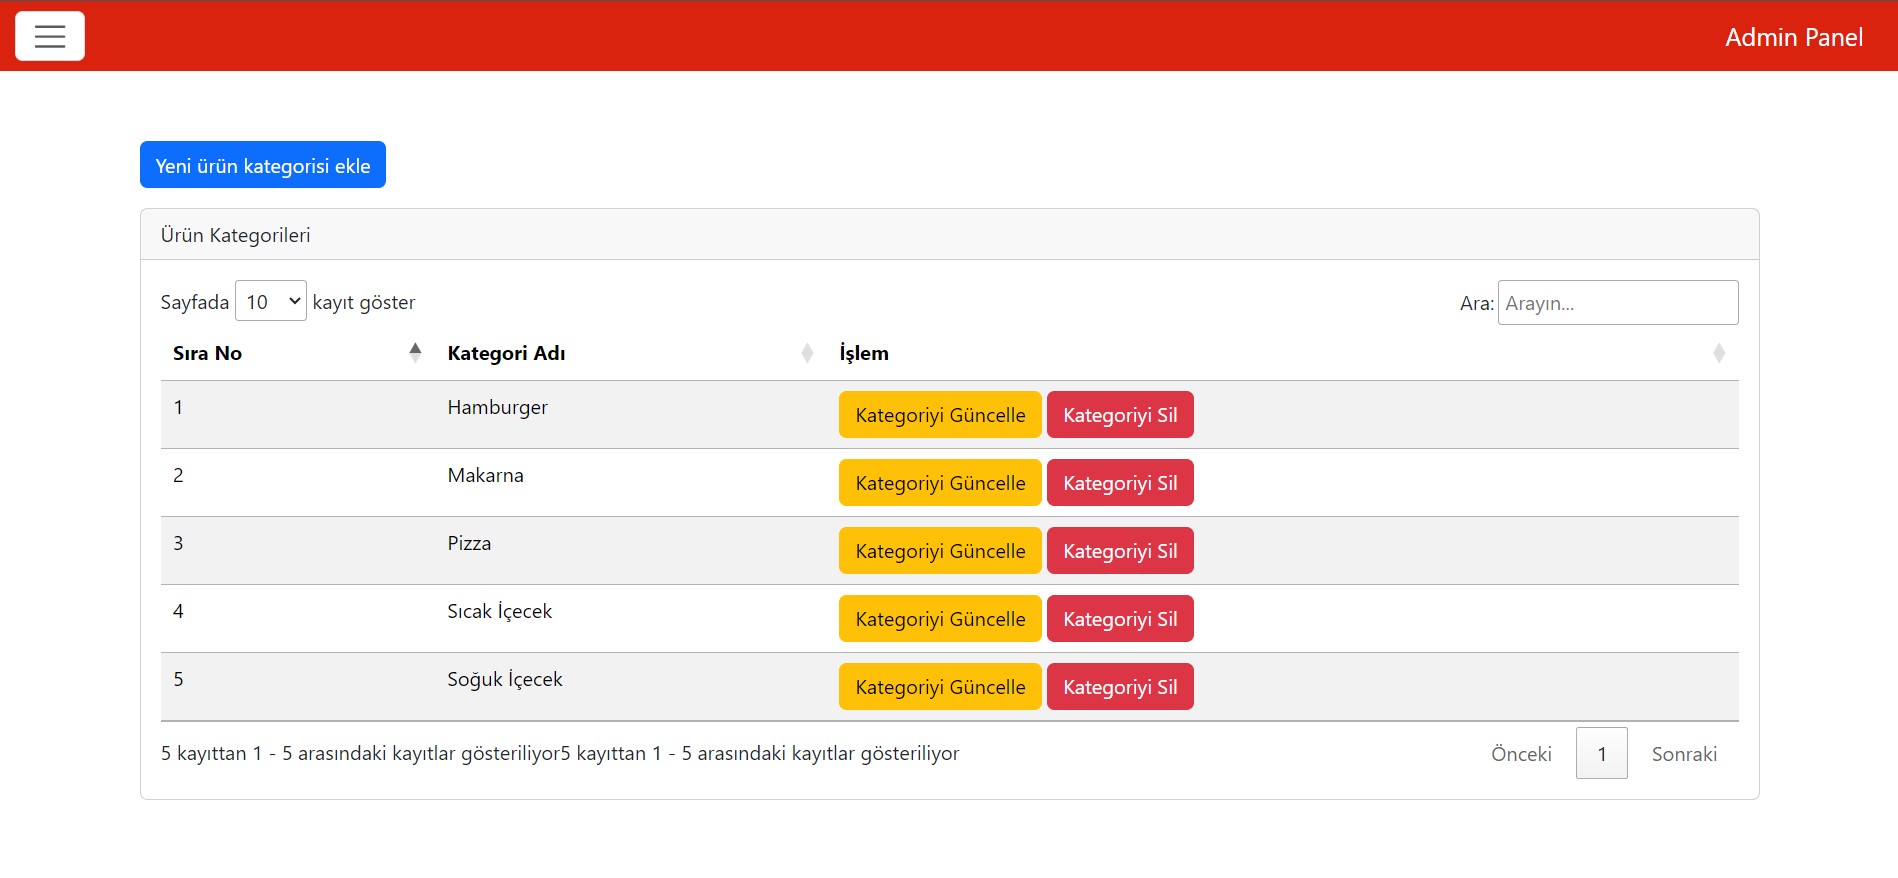 Admin Panel
Yeni ürün kategorisi ekle
Ürün Kategorileri
Sayfada 10 kayıt göster Ara: Arayın...
Sıra No Kategori Adı İşlem
1 Hamburger Kategoriyi Güncelle Kategoriyi Sil
2 Makarna Kategoriyi Güncelle Kategoriyi Sil
3 Pizza Kategoriyi Güncelle Kategoriyi Sil
4 Sıcak İçecek Kategoriyi Güncelle Kategoriyi Sil
5 Soğuk İçecek Kategoriyi Güncelle Kategoriyi Sil
5 kayıttan 1 - 5 arasındaki kayıtlar gösteriliyor5 kayıttan 1 - 5 arasındaki kayıtlar gösteriliyor Önceki 1 Sonraki